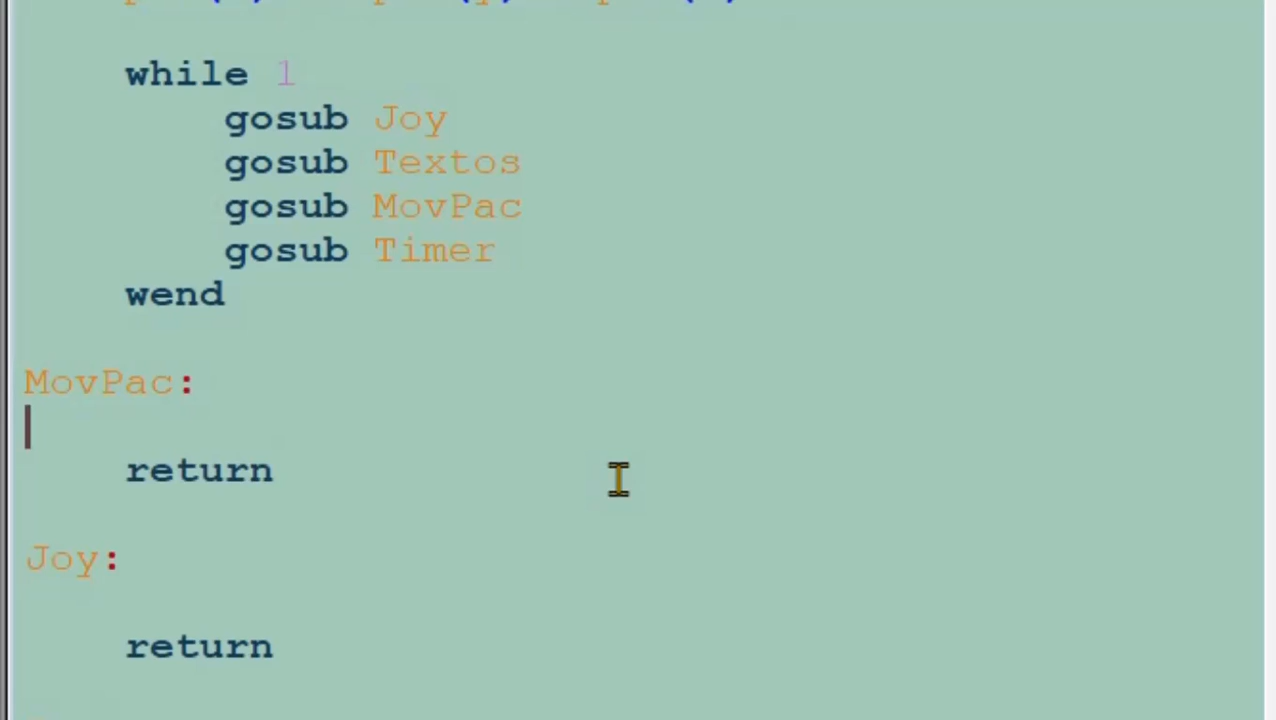 while 1
gosub Joy
gosub Textos
gosub MovPac
gosub Timer
wend
MovPac:
return
Joy:
return